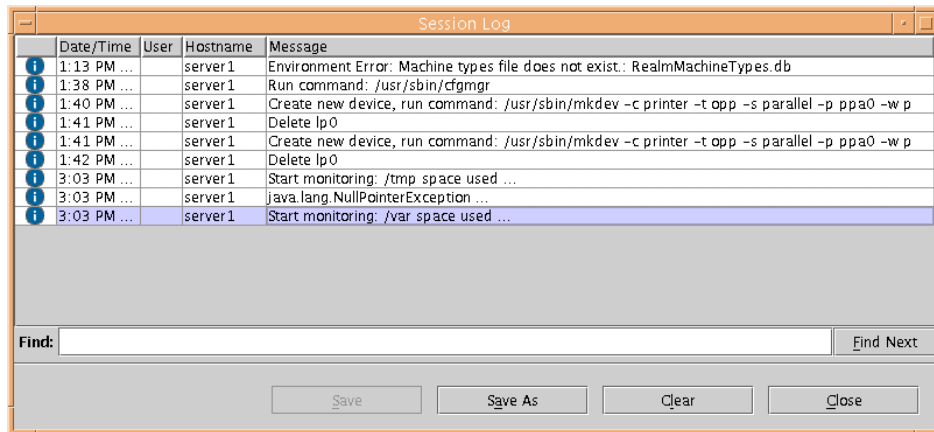 Session Log
Date/Time User Hostname Message
1:13 PM ... server1 Environment Error: Machine types file does not exist.: RealmMachineTypes.db
1:38 PM ... server1 Run command: /usr/sbin/cfgmgr
1:40 PM ... server1 Create new device, run command: /usr/sbin/mkdev -c printer -t opp -s parallel -p ppa0 -w p
1:41 PM ... server1 Delete lp0
1:41 PM ... server1 Create new device, run command: /usr/sbin/mkdev -c printer -t opp -s parallel -p ppa0 -w p
1:42 PM ... server1 Delete lp0
3:03 PM ... server1 Start monitoring: /tmp space used ...
3:03 PM ... server1 java.lang.NullPointerException ...
3:03 PM ... server1 Start monitoring: /var space used ...
Find: Find Next
Save Save As Clear Close